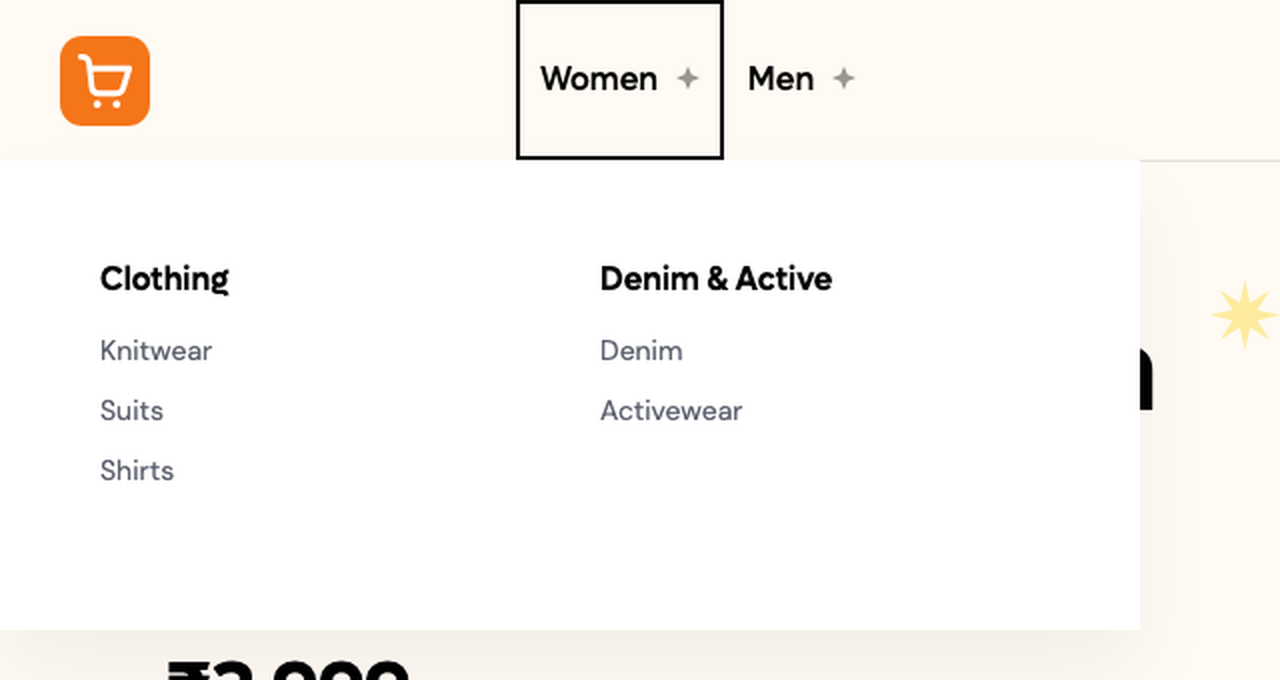 Women Men
Clothing
Denim & Active
Knitwear
Denim
Suits
Activewear
Shirts